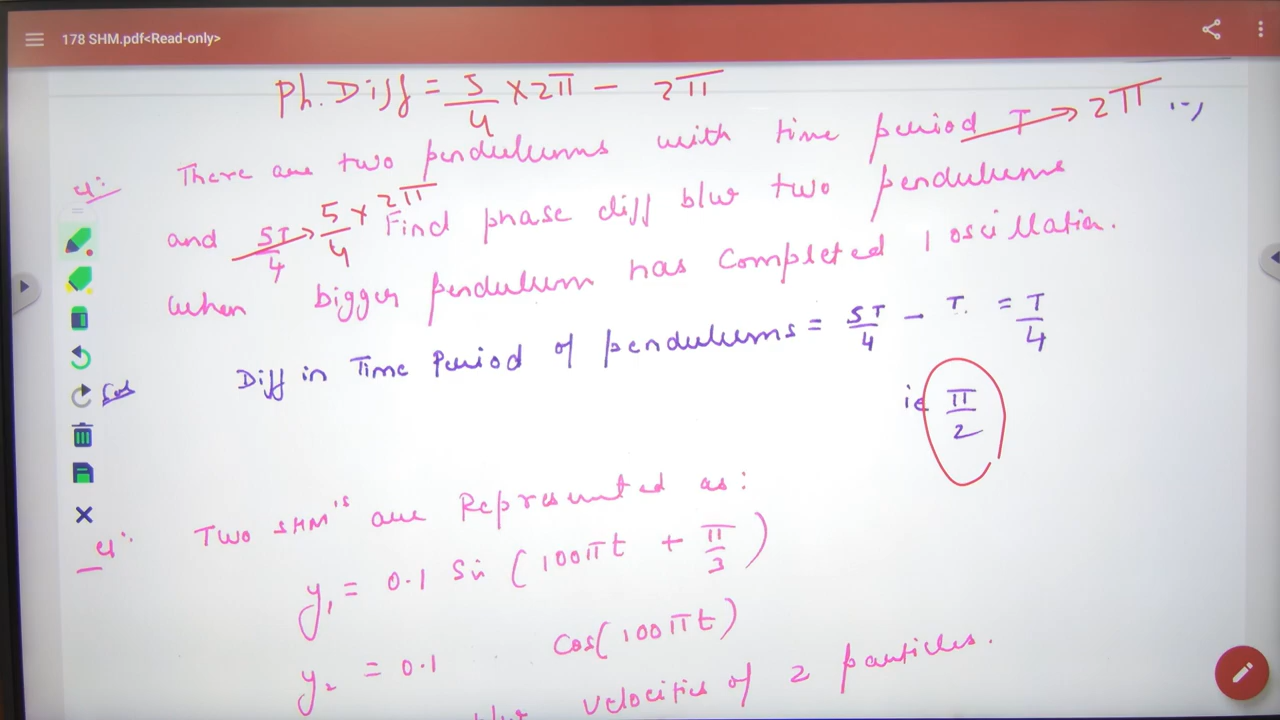 178 SHM.pdf<Read-only>
Ph. Diff = 5/4 × 2π − 2π
There are two pendulums with time period T → 2π
and 5T/4 → 5/4 × 2π Find phase diff b/w two pendulums
when bigger pendulum has completed 1 oscillation.
Diff in Time Period of pendulums = 5T/4 − T = T/4
ie π/2
Two SHM's are Represented as:
y₁ = 0.1 Sin (100πt + π/3)
y₂ = 0.1 Cos(100πt)
b/w velocities of 2 particles.